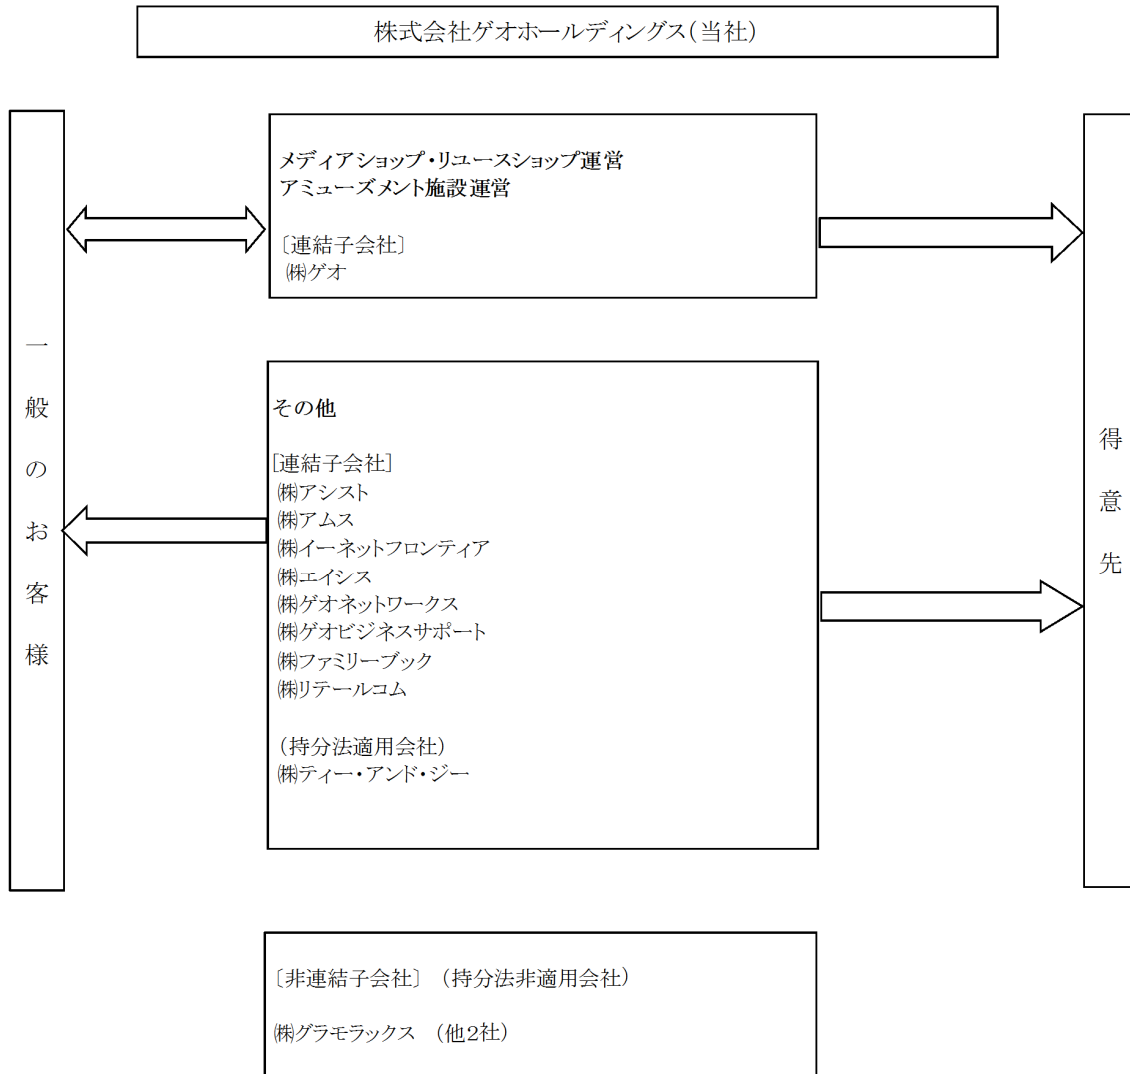 株式会社ゲオホールディングス(当社)
メディアショップ・リユースショップ運営
アミューズメント施設運営
〔連結子会社〕
㈱ゲオ
一般のお客様
その他
[連結子会社]
㈱アシスト
㈱アムス
㈱イーネットフロンティア
㈱エイシス
㈱ゲオネットワークス
㈱ゲオビジネスサポート
㈱ファミリーブック
㈱リテールコム
(持分法適用会社)
㈱ティー・アンド・ジー
得意先
〔非連結子会社〕 (持分法非適用会社)
㈱グラモラックス (他2社)